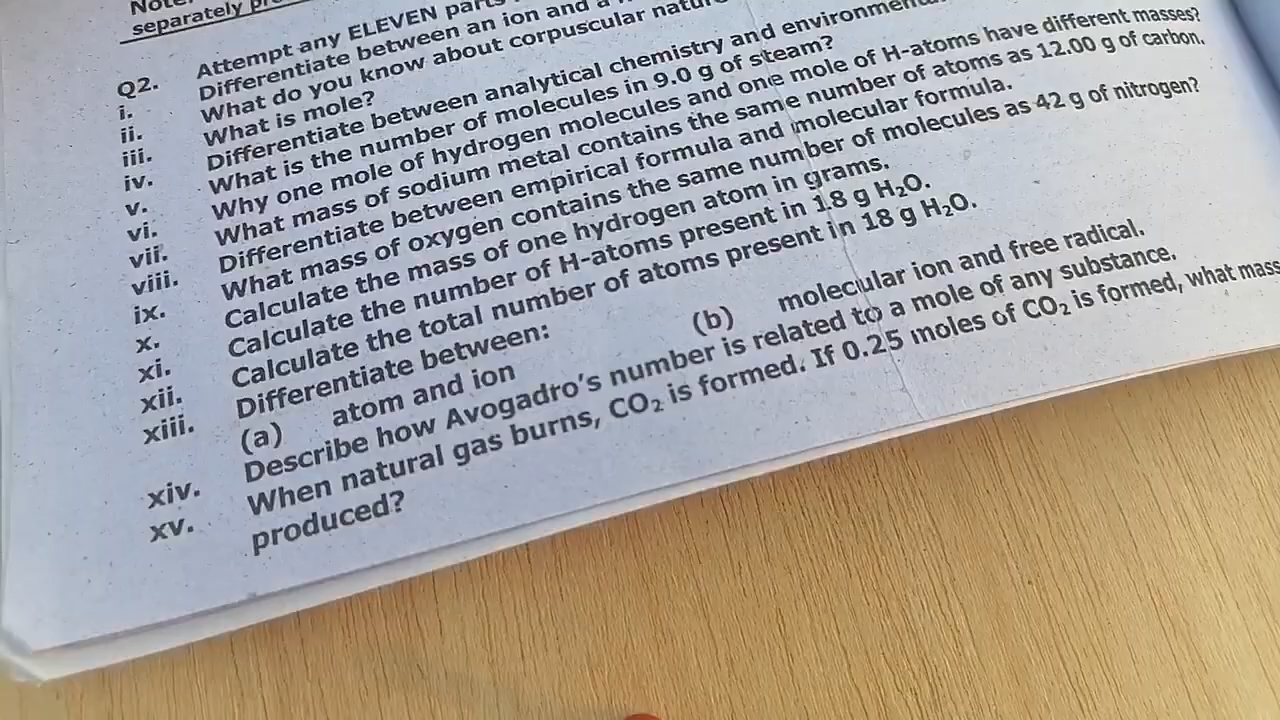 Note:
separately
Q2. Attempt any ELEVEN parts
i. Differentiate between an ion and a
ii. What do you know about corpuscular nature
iii. What is mole?
iv. Differentiate between analytical chemistry and environmental
v. What is the number of molecules in 9.0 g of steam?
vi. Why one mole of hydrogen molecules and one mole of H-atoms have different masses?
vii. What mass of sodium metal contains the same number of atoms as 12.00 g of carbon.
viii. Differentiate between empirical formula and molecular formula.
ix. What mass of oxygen contains the same number of molecules as 42 g of nitrogen?
x. Calculate the mass of one hydrogen atom in grams.
xi. Calculate the number of H-atoms present in 18 g H₂O.
xii. Calculate the total number of atoms present in 18 g H₂O.
xiii. Differentiate between:
(a) atom and ion (b) molecular ion and free radical.
xiv. Describe how Avogadro's number is related to a mole of any substance.
xv. When natural gas burns, CO₂ is formed. If 0.25 moles of CO₂ is formed, what mass
produced?